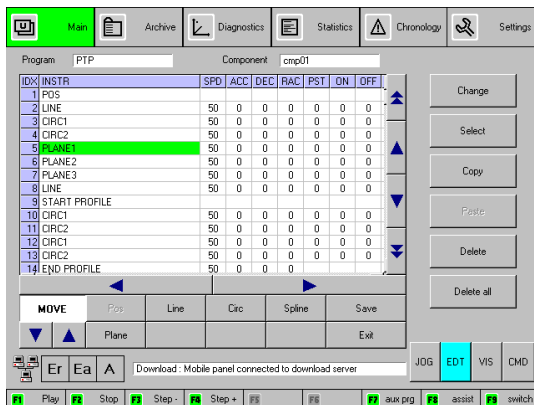 Main Archive Diagnostics Statistics Chronology Settings
Program PTP Component cmp01
IDX INSTR SPD ACC DEC RAC PST ON OFF
1 POS
2 LINE 50 0 0 0 0 0 0
3 CIRC1 50 0 0 0 0 0 0
4 CIRC2 50 0 0 0 0 0 0
5 PLANE1 50 0 0 0 0 0 0
6 PLANE2 50 0 0 0 0 0 0
7 PLANE3 50 0 0 0 0 0 0
8 LINE 50 0 0 0 0 0 0
9 START PROFILE
10 CIRC1 50 0 0 0 0 0 0
11 CIRC2 50 0 0 0 0 0 0
12 CIRC1 50 0 0 0 0 0 0
13 CIRC2 50 0 0 0 0 0 0
14 END PROFILE 50 0 0 0
Change
Select
Copy
Paste
Delete
Delete all
MOVE Pos Line Circ Spline Save
Plane Exit
Er Ea A Download : Mobile panel connected to download server
JOG EDT VIS CMD
F1 Play F2 Stop F3 Step - F4 Step + F5 F6 F7 aux prg F8 assist F9 switch